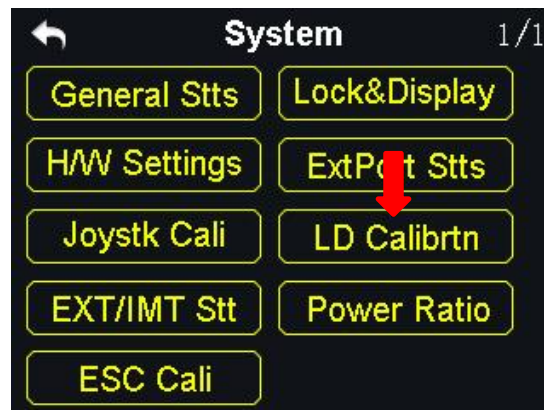 System 1/1
General Stts Lock&Display
H/W Settings ExtPort Stts
Joystk Cali LD Calibrtn
EXT/IMT Stt Power Ratio
ESC Cali